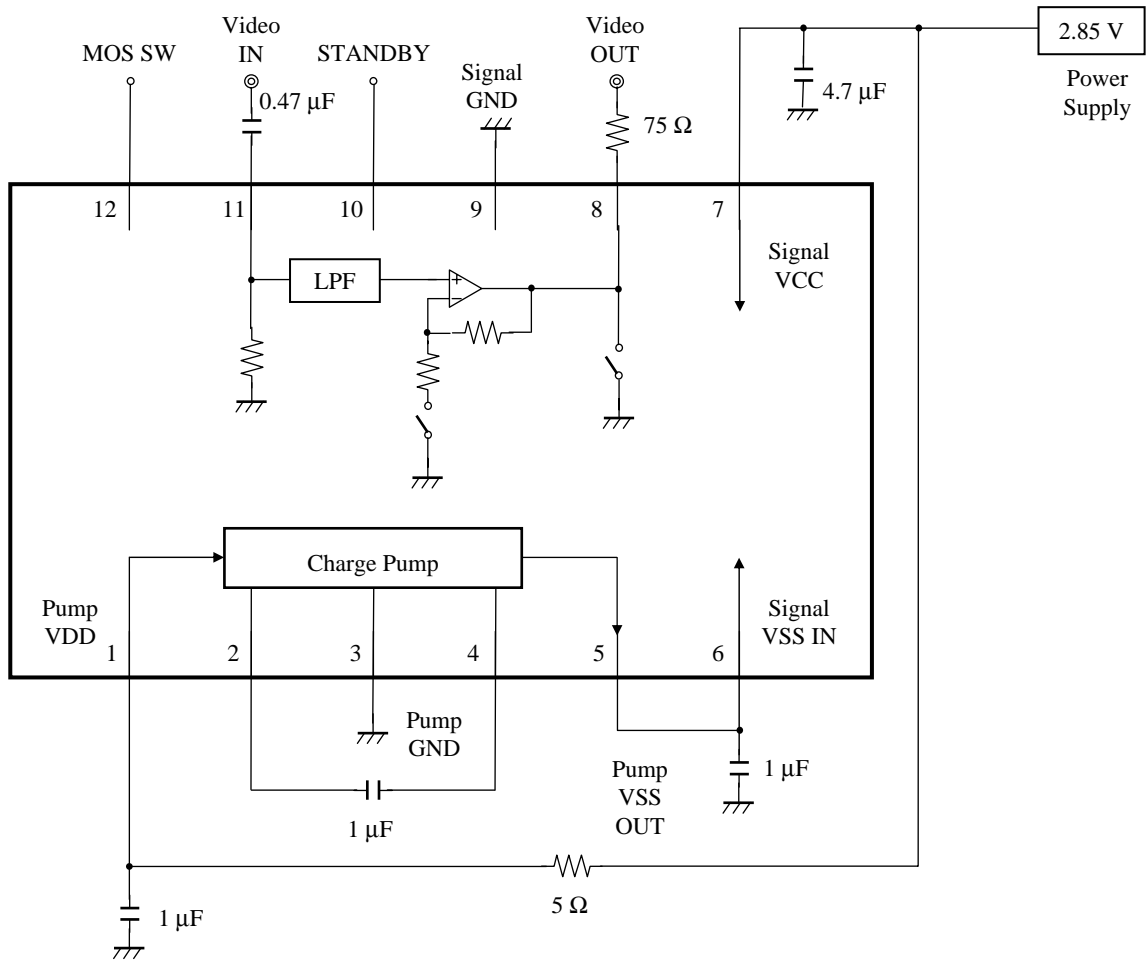 Video
IN
Video
OUT
2.85 V
MOS SW
STANDBY
Signal
GND
0.47 µF
75 Ω
4.7 µF
Power
Supply
12
11
10
9
8
7
LPF
+
−
Signal
VCC
Charge Pump
Pump
VDD
Signal
VSS IN
1
2
3
4
5
6
Pump
GND
1 µF
Pump
VSS
OUT
1 µF
5 Ω
1 µF